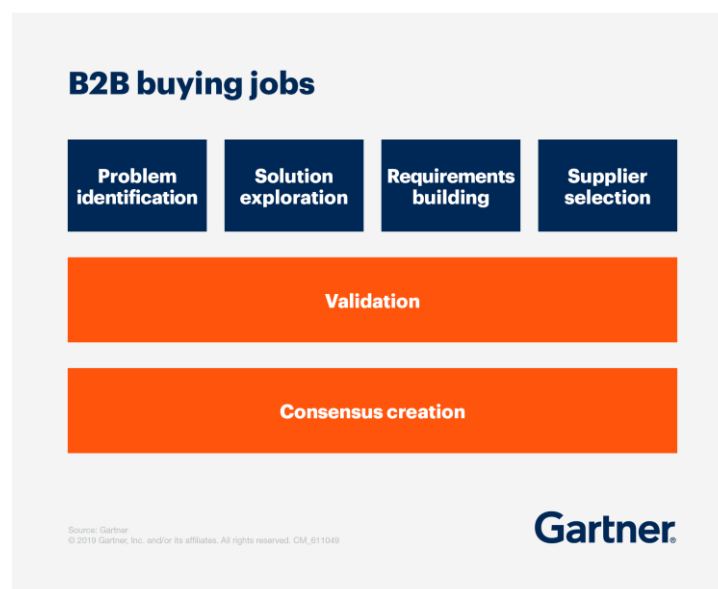 B2B buying jobs
Problem
identification
Solution
exploration
Requirements
building
Supplier
selection
Validation
Consensus creation
Source: Gartner
© 2019 Gartner, Inc. and/or its affiliates. All rights reserved. CM_611049
Gartner®